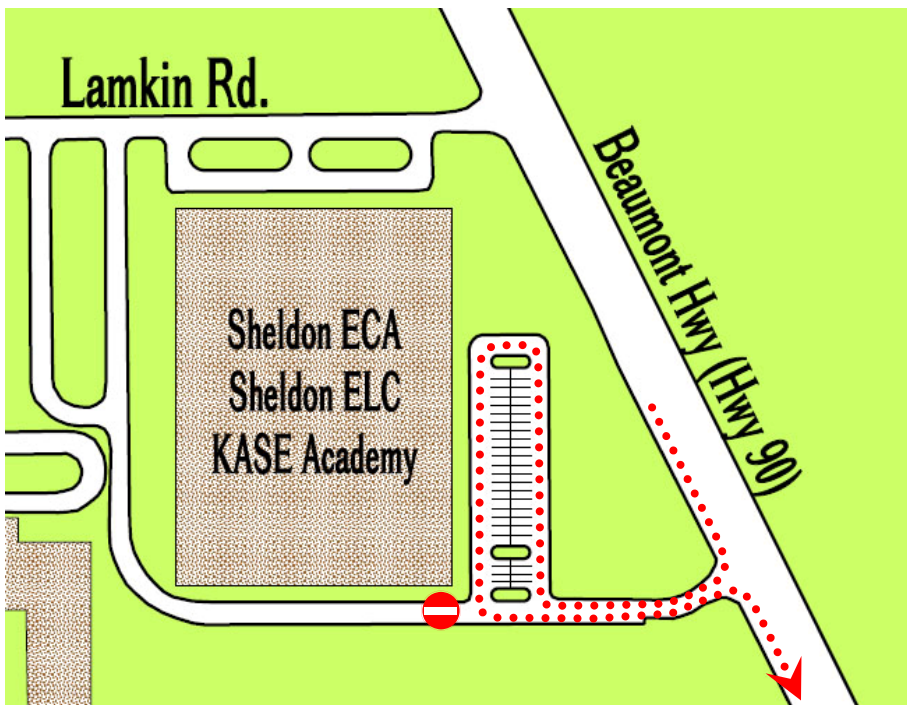 Lamkin Rd.
Beaumont Hwy (Hwy 90)
Sheldon ECA
Sheldon ELC
KASE Academy